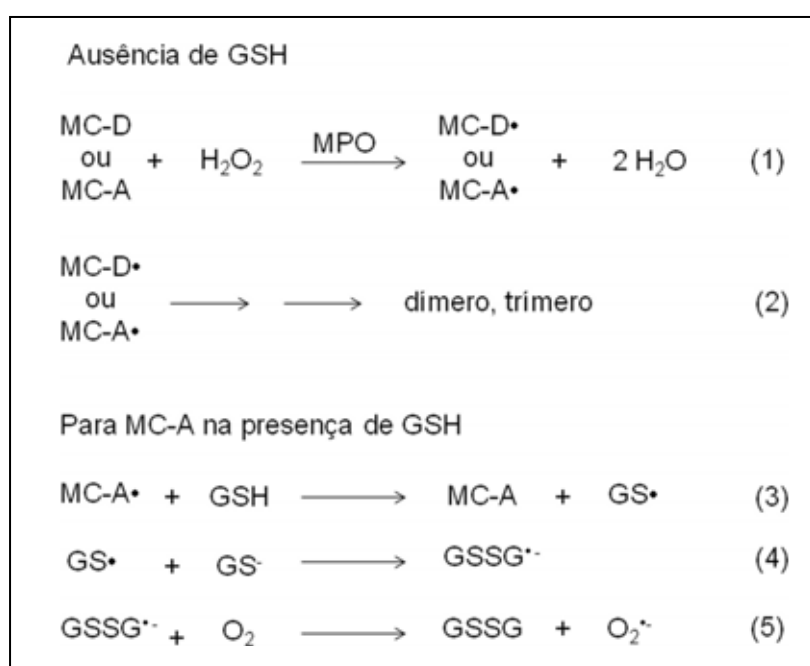 Ausência de GSH
MC-D ou MC-A + H₂O₂ MPO → MC-D• ou MC-A• + 2 H₂O (1)
MC-D• ou MC-A• → → dimero, trimero (2)
Para MC-A na presença de GSH
MC-A• + GSH → MC-A + GS• (3)
GS• + GS⁻ → GSSG•⁻ (4)
GSSG•⁻ + O₂ → GSSG + O₂•⁻ (5)